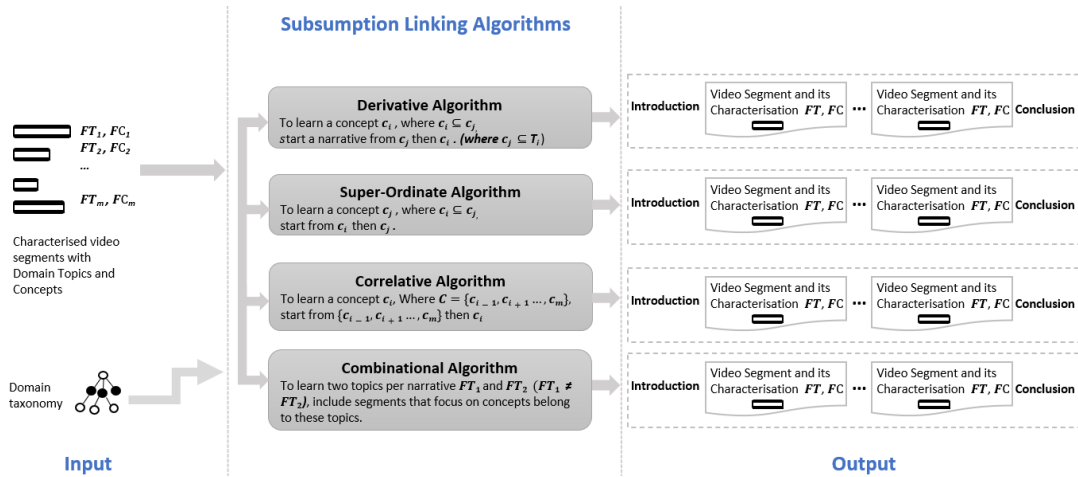 Subsumption Linking Algorithms
FT₁, FC₁
FT₂, FC₂
...
FTₘ, FCₘ
Characterised video
segments with
Domain Topics and
Concepts
Domain
taxonomy
Input
Derivative Algorithm
To learn a concept cᵢ , where cᵢ ⊆ cⱼ,
start a narrative from cⱼ then cᵢ . (where cⱼ ⊆ Tᵢ)
Super-Ordinate Algorithm
To learn a concept cⱼ , where cᵢ ⊆ cⱼ,
start from cᵢ then cⱼ .
Correlative Algorithm
To learn a concept cᵢ, Where C = {cᵢ₋₁, cᵢ₊₁ ..., cₘ},
start from {cᵢ₋₁, cᵢ₊₁ ..., cₘ} then cᵢ
Combinational Algorithm
To learn two topics per narrative FT₁ and FT₂ (FT₁ ≠
FT₂), include segments that focus on concepts belong
to these topics.
Introduction
Video Segment and its
Characterisation FT, FC
...
Video Segment and its
Characterisation FT, FC
Conclusion
Introduction
Video Segment and its
Characterisation FT, FC
...
Video Segment and its
Characterisation FT, FC
Conclusion
Introduction
Video Segment and its
Characterisation FT, FC
...
Video Segment and its
Characterisation FT, FC
Conclusion
Introduction
Video Segment and its
Characterisation FT, FC
...
Video Segment and its
Characterisation FT, FC
Conclusion
Output